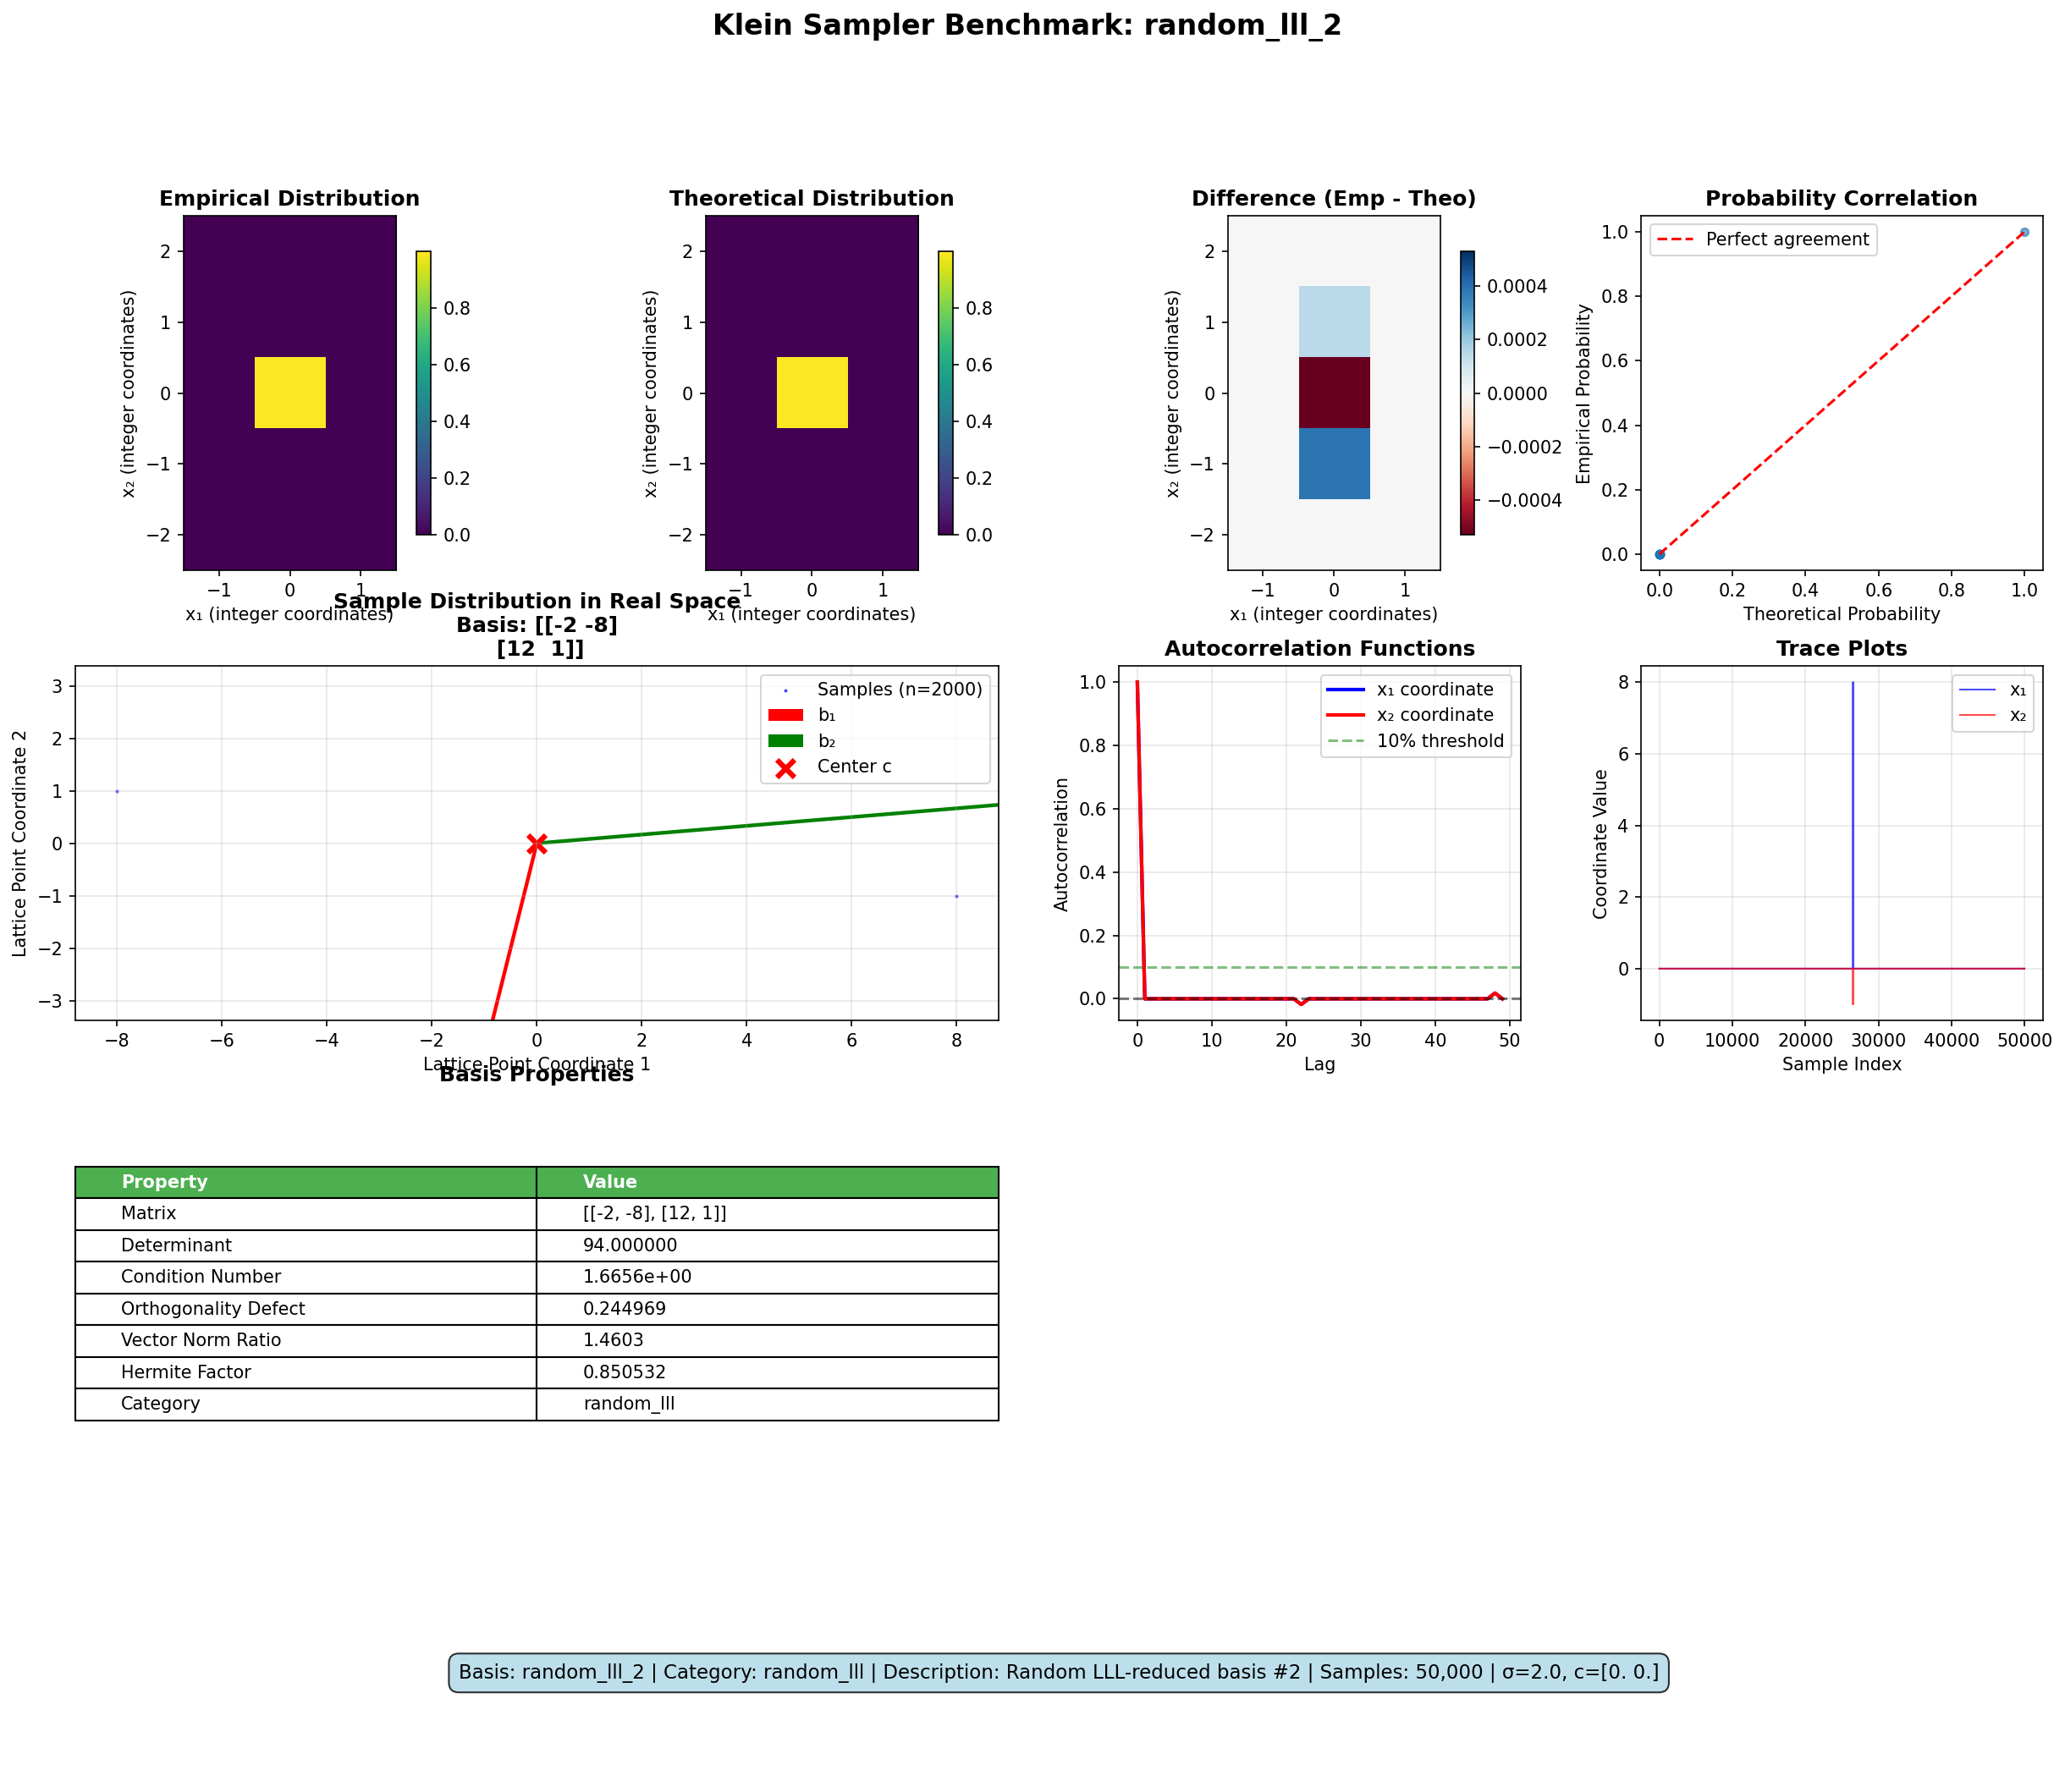 Klein Sampler Benchmark: random_lll_2
Empirical Distribution
x₂ (integer coordinates)
2
1
0
−1
−2
−1 0 1
x₁ (integer coordinates)
0.8
0.6
0.4
0.2
0.0
Theoretical Distribution
x₂ (integer coordinates)
2
1
0
−1
−2
−1 0 1
x₁ (integer coordinates)
0.8
0.6
0.4
0.2
0.0
Difference (Emp - Theo)
x₂ (integer coordinates)
2
1
0
−1
−2
−1 0 1
x₁ (integer coordinates)
0.0004
0.0002
0.0000
−0.0002
−0.0004
Probability Correlation
Perfect agreement
Empirical Probability
1.0
0.8
0.6
0.4
0.2
0.0
0.0 0.2 0.4 0.6 0.8 1.0
Theoretical Probability
Sample Distribution in Real Space
Basis: [[-2 -8]
[12 1]]
Samples (n=2000)
b₁
b₂
Center c
Lattice Point Coordinate 2
3
2
1
0
−1
−2
−3
−8 −6 −4 −2 0 2 4 6 8
Lattice Point Coordinate 1
Autocorrelation Functions
x₁ coordinate
x₂ coordinate
10% threshold
Autocorrelation
1.0
0.8
0.6
0.4
0.2
0.0
0 10 20 30 40 50
Lag
Trace Plots
x₁
x₂
Coordinate Value
8
6
4
2
0
0 10000 20000 30000 40000 50000
Sample Index
Basis Properties
Property Value
Matrix [[-2, -8], [12, 1]]
Determinant 94.000000
Condition Number 1.6656e+00
Orthogonality Defect 0.244969
Vector Norm Ratio 1.4603
Hermite Factor 0.850532
Category random_lll
Basis: random_lll_2 | Category: random_lll | Description: Random LLL-reduced basis #2 | Samples: 50,000 | σ=2.0, c=[0. 0.]